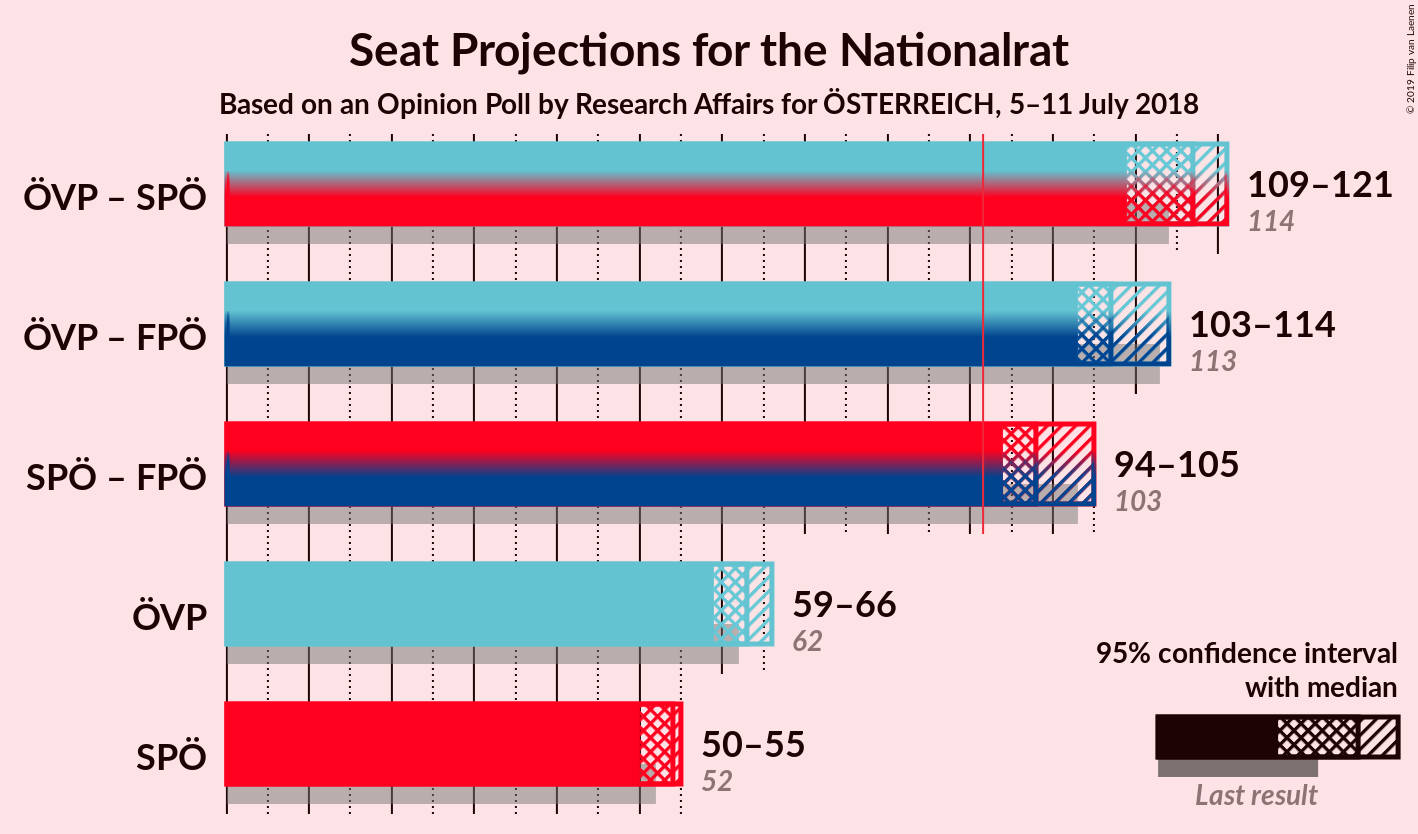 Seat Projections for the Nationalrat
Based on an Opinion Poll by Research Affairs for ÖSTERREICH, 5–11 July 2018
© 2019 Filip van Laenen
ÖVP – SPÖ
109–121
114
ÖVP – FPÖ
103–114
113
SPÖ – FPÖ
94–105
103
ÖVP
59–66
62
SPÖ
50–55
52
95% confidence interval
with median
Last result